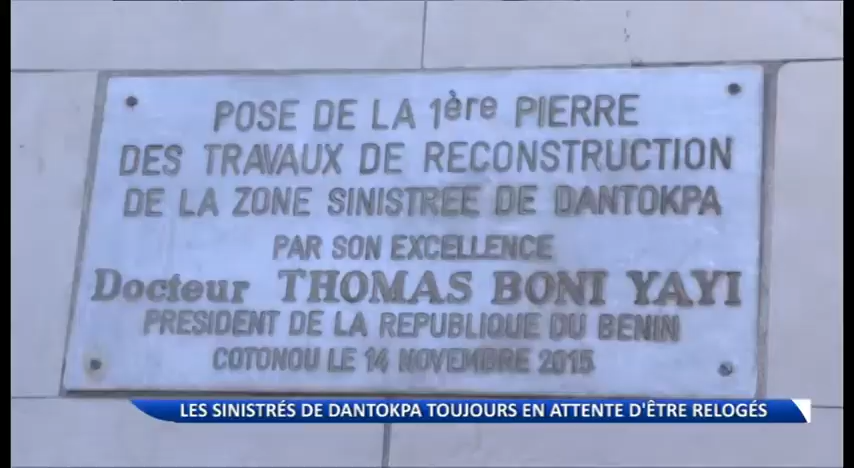 POSE DE LA 1ère PIERRE
DES TRAVAUX DE RECONSTRUCTION
DE LA ZONE SINISTREE DE DANTOKPA
PAR SON EXCELLENCE
Docteur THOMAS BONI YAYI
PRESIDENT DE LA REPUBLIQUE DU BENIN
COTONOU LE 14 NOVEMBRE 2015
LES SINISTRÉS DE DANTOKPA TOUJOURS EN ATTENTE D'ÊTRE RELOGÉS